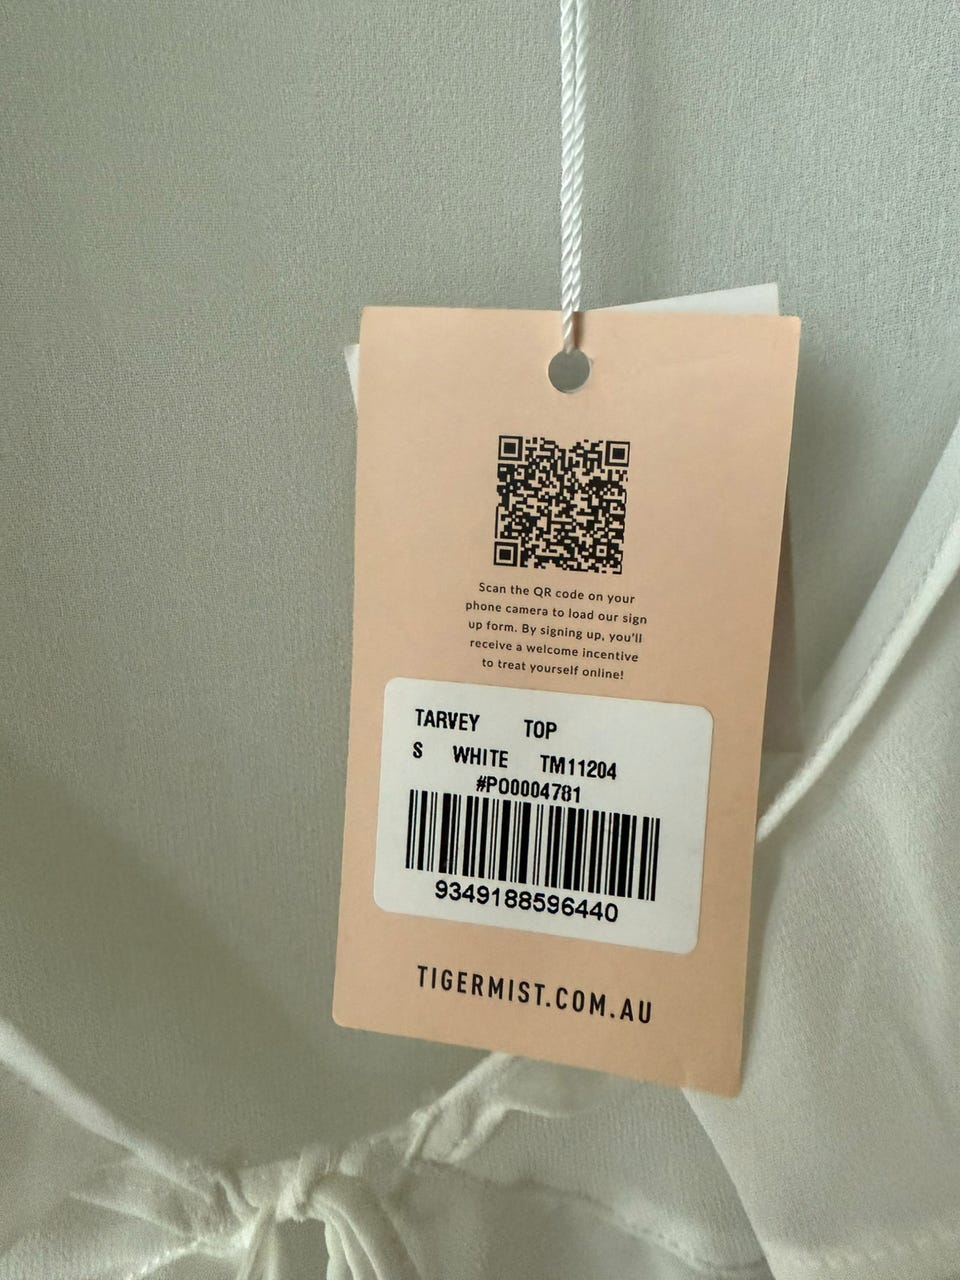 Scan the QR code on your
phone camera to load our sign
up form. By signing up, you'll
receive a welcome incentive
to treat yourself online!
TARVEY TOP
S WHITE TM11204
#PO0004781
9349188596440
TIGERMIST.COM.AU